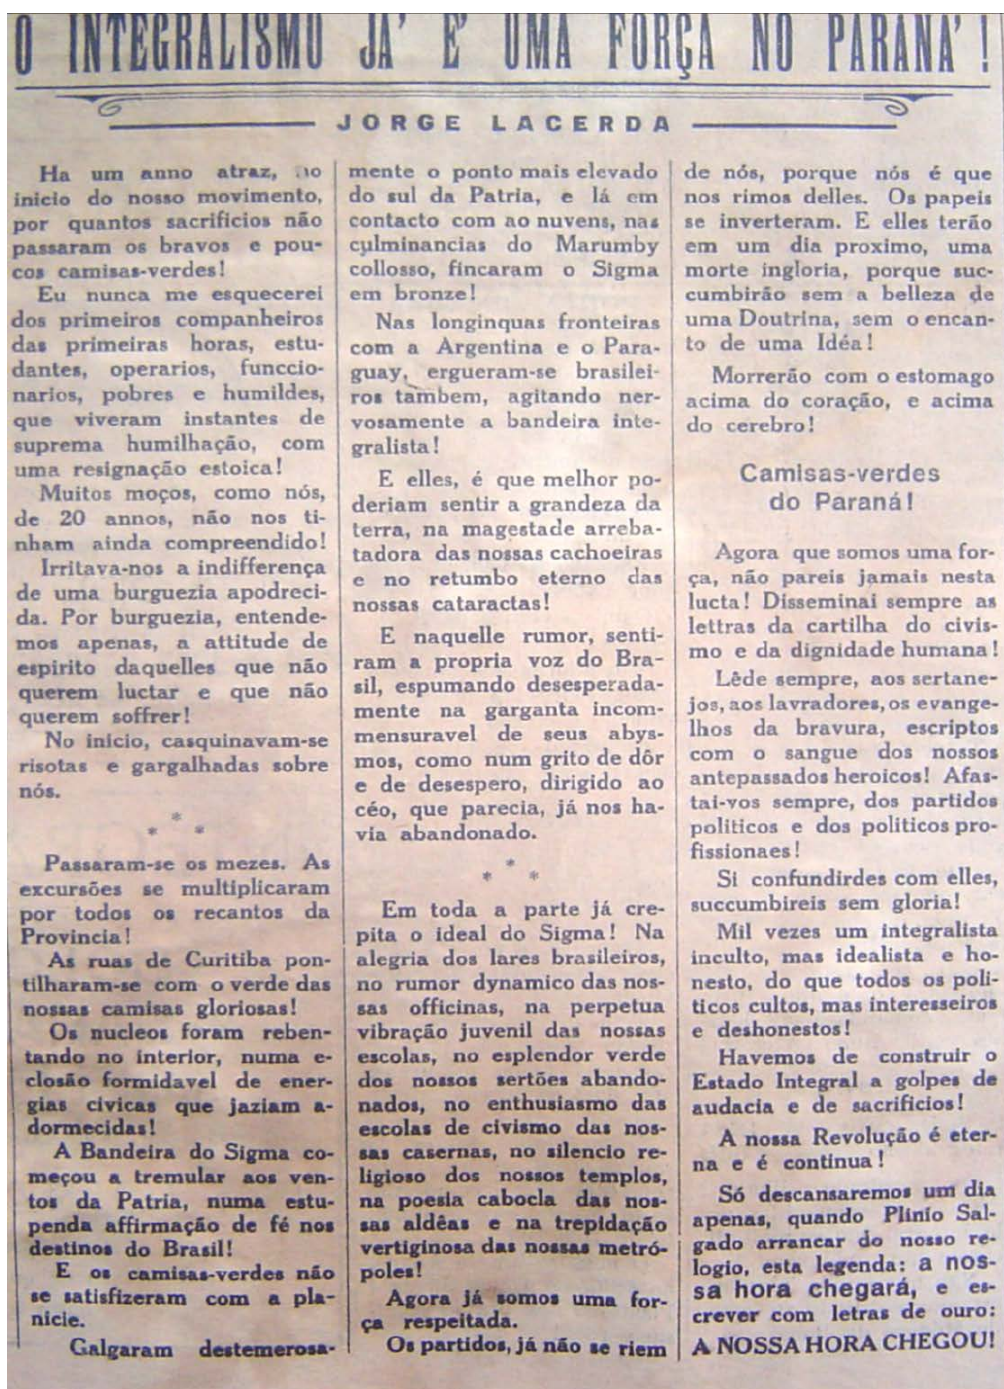 O INTEGRALISMO JA' E' UMA FORÇA NO PARANA' !
JORGE LACERDA
Ha um anno atraz, no
inicio do nosso movimento,
por quantos sacrificios não
passaram os bravos e pou-
cos camisas-verdes!
Eu nunca me esquecerei
dos primeiros companheiros
das primeiras horas, estu-
dantes, operarios, funccio-
narios, pobres e humildes,
que viveram instantes de
suprema humilhação, com
uma resignação estoica!
Muitos moços, como nós,
de 20 annos, não nos ti-
nham ainda compreendido!
Irritava-nos a indifferença
de uma burguezia apodreci-
da. Por burguezia, entende-
mos apenas, a attitude de
espirito daquelles que não
querem luctar e que não
querem soffrer!
No inicio, casquinavam-se
risotas e gargalhadas sobre
nós.
* * *
Passaram-se os mezes. As
excursões se multiplicaram
por todos os recantos da
Provincia!
As ruas de Curitiba pon-
tilharam-se com o verde das
nossas camisas gloriosas!
Os nucleos foram reben-
tando no interior, numa e-
closão formidavel de ener-
gias civicas que jaziam a-
dormecidas!
A Bandeira do Sigma co-
meçou a tremular aos ven-
tos da Patria, numa estu-
penda affirmação de fé nos
destinos do Brasil!
E os camisas-verdes não
se satisfizeram com a pla-
nicie.
Galgaram destemerosa-
mente o ponto mais elevado
do sul da Patria, e lá em
contacto com ao nuvens, nas
culminancias do Marumby
collosso, fincaram o Sigma
em bronze!
Nas longinquas fronteiras
com a Argentina e o Para-
guay, ergueram-se brasilei-
ros tambem, agitando ner-
vosamente a bandeira inte-
gralista!
E elles, é que melhor po-
deriam sentir a grandeza da
terra, na magestade arreba-
tadora das nossas cachoeiras
e no retumbo eterno das
nossas cataractas!
E naquelle rumor, senti-
ram a propria voz do Bra-
sil, espumando desesperada-
mente na garganta incom-
mensuravel de seus abys-
mos, como num grito de dôr
e de desespero, dirigido ao
céo, que parecia, já nos ha-
via abandonado.
* * *
Em toda a parte já cre-
pita o ideal do Sigma! Na
alegria dos lares brasileiros,
no rumor dynamico das nos-
sas officinas, na perpetua
vibração juvenil das nossas
escolas, no esplendor verde
dos nossos sertões abando-
nados, no enthusiasmo das
escolas de civismo das nos-
sas casernas, no silencio re-
ligioso dos nossos templos,
na poesia cabocla das nos-
sas aldêas e na trepidação
vertiginosa das nossas metró-
poles!
Agora já somos uma for-
ça respeitada.
Os partidos, já não se riem
de nós, porque nós é que
nos rimos delles. Os papeis
se inverteram. E elles terão
em um dia proximo, uma
morte ingloria, porque suc-
cumbirão sem a belleza de
uma Doutrina, sem o encan-
to de uma Idéa!
Morrerão com o estomago
acima do coração, e acima
do cerebro!
Camisas-verdes
do Paraná!
Agora que somos uma for-
ça, não pareis jamais nesta
lucta! Disseminai sempre as
lettras da cartilha do civis-
mo e da dignidade humana!
Lêde sempre, aos sertane-
jos, aos lavradores, os evange-
lhos da bravura, escriptos
com o sangue dos nossos
antepassados heroicos! Afas-
tai-vos sempre, dos partidos
politicos e dos politicos pro-
fissionaes!
Si confundirdes com elles,
succumbireis sem gloria!
Mil vezes um integralista
inculto, mas idealista e ho-
nesto, do que todos os poli-
ticos cultos, mas interesseiros
e deshonestos!
Havemos de construir o
Estado Integral a golpes de
audacia e de sacrificios!
A nossa Revolução é eter-
na e é continua!
Só descansaremos um dia
apenas, quando Plinio Sal-
gado arrancar do nosso re-
logio, esta legenda: a nos-
sa hora chegará, e es-
crever com letras de ouro:
A NOSSA HORA CHEGOU!